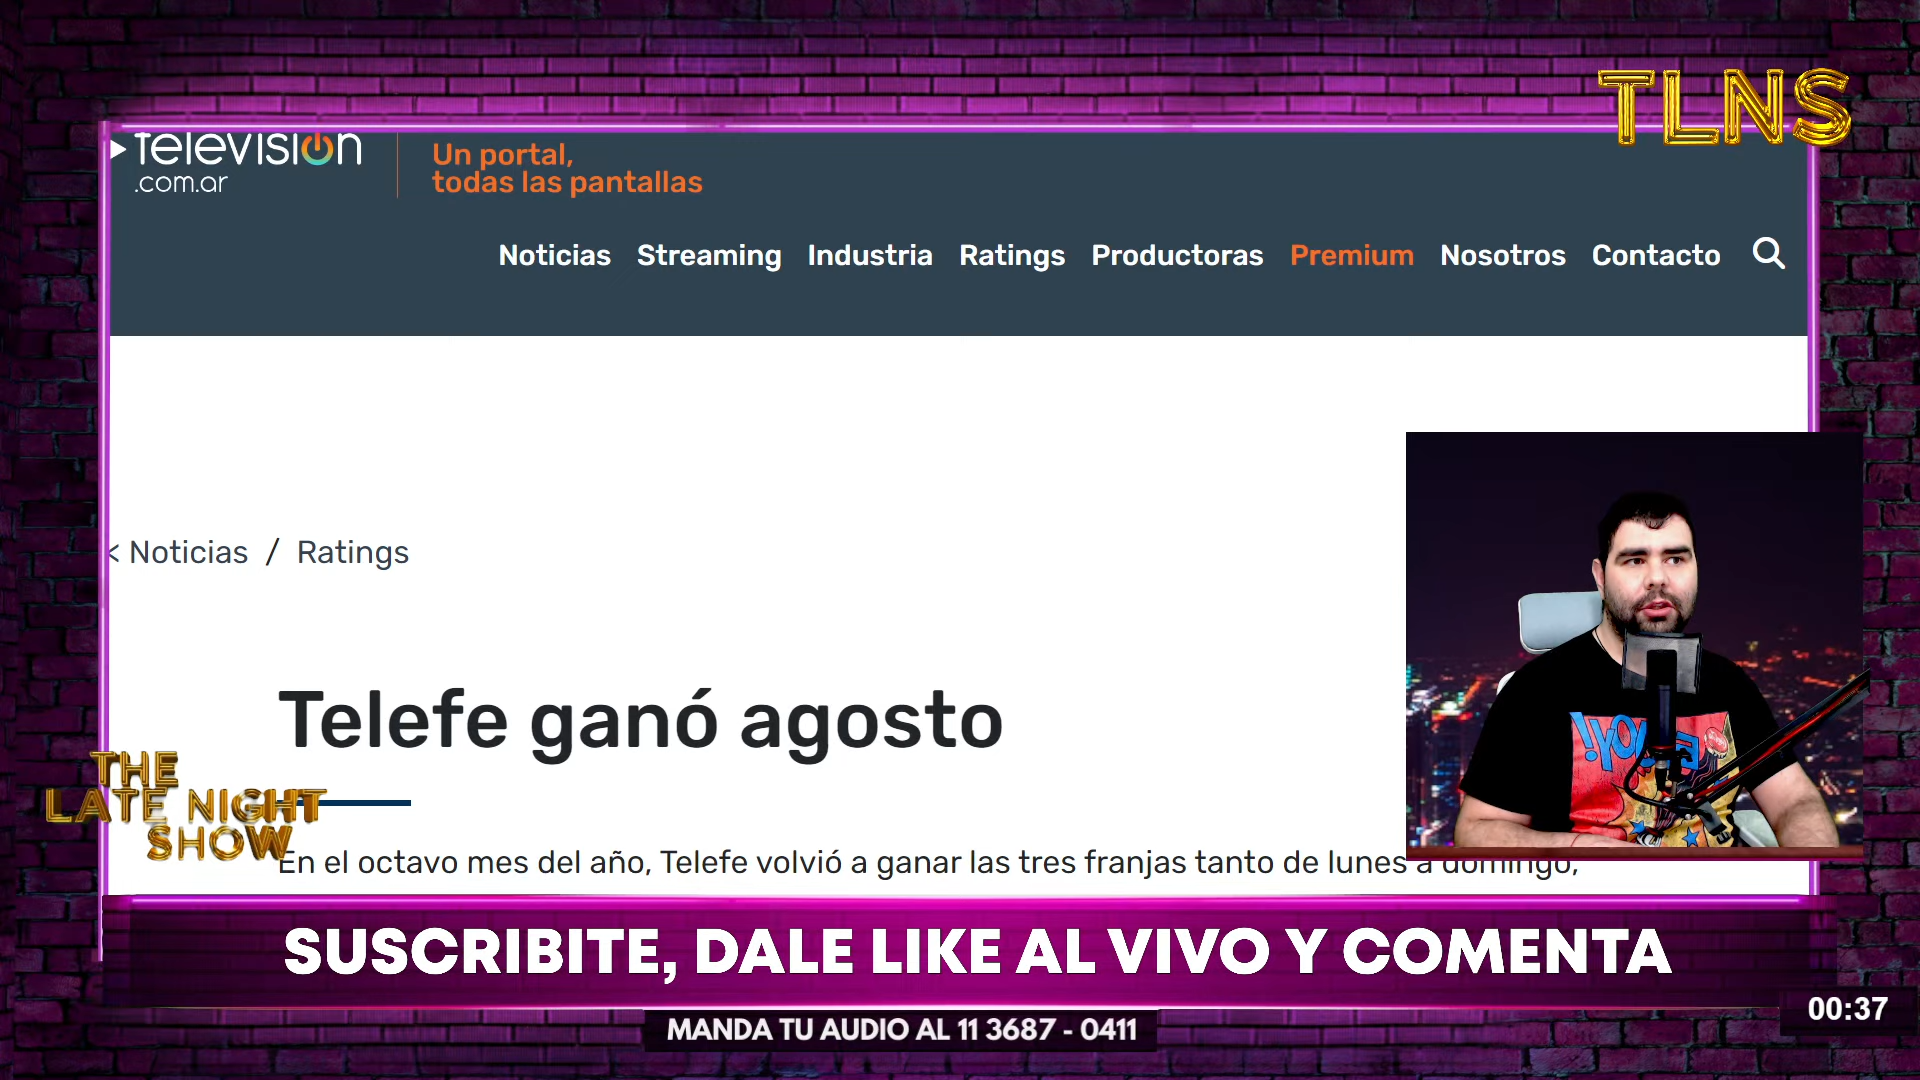 TLNS
televisión
.com.ar
Un portal,
todas las pantallas
Noticias Streaming Industria Ratings Productoras Premium Nosotros Contacto
< Noticias / Ratings
Telefe ganó agosto
THE
LATE NIGHT
SHOW
En el octavo mes del año, Telefe volvió a ganar las tres franjas tanto de lunes a domingo,
SUSCRIBITE, DALE LIKE AL VIVO Y COMENTA
00:37
MANDA TU AUDIO AL 11 3687 - 0411